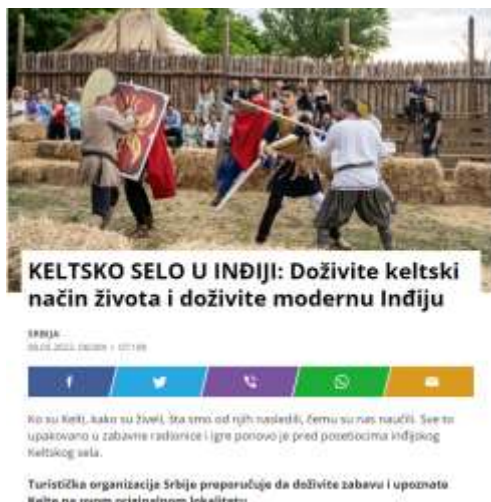 KELTSKO SELO U INĐIJI: Doživite keltski
način života i doživite modernu Inđiju
SRBIJA
Ko su Kelti, kako su živeli, šta smo od njih nasledili, čemu su nas naučili. Sve to
upakovano u zabavne radionice i igre ponovo je pred posetiocima inđijskog
Keltskog sela.
Turistička organizacija Srbije preporučuje da doživite zabavu i upoznate
Kelte na ovom originalnom lokalitetu